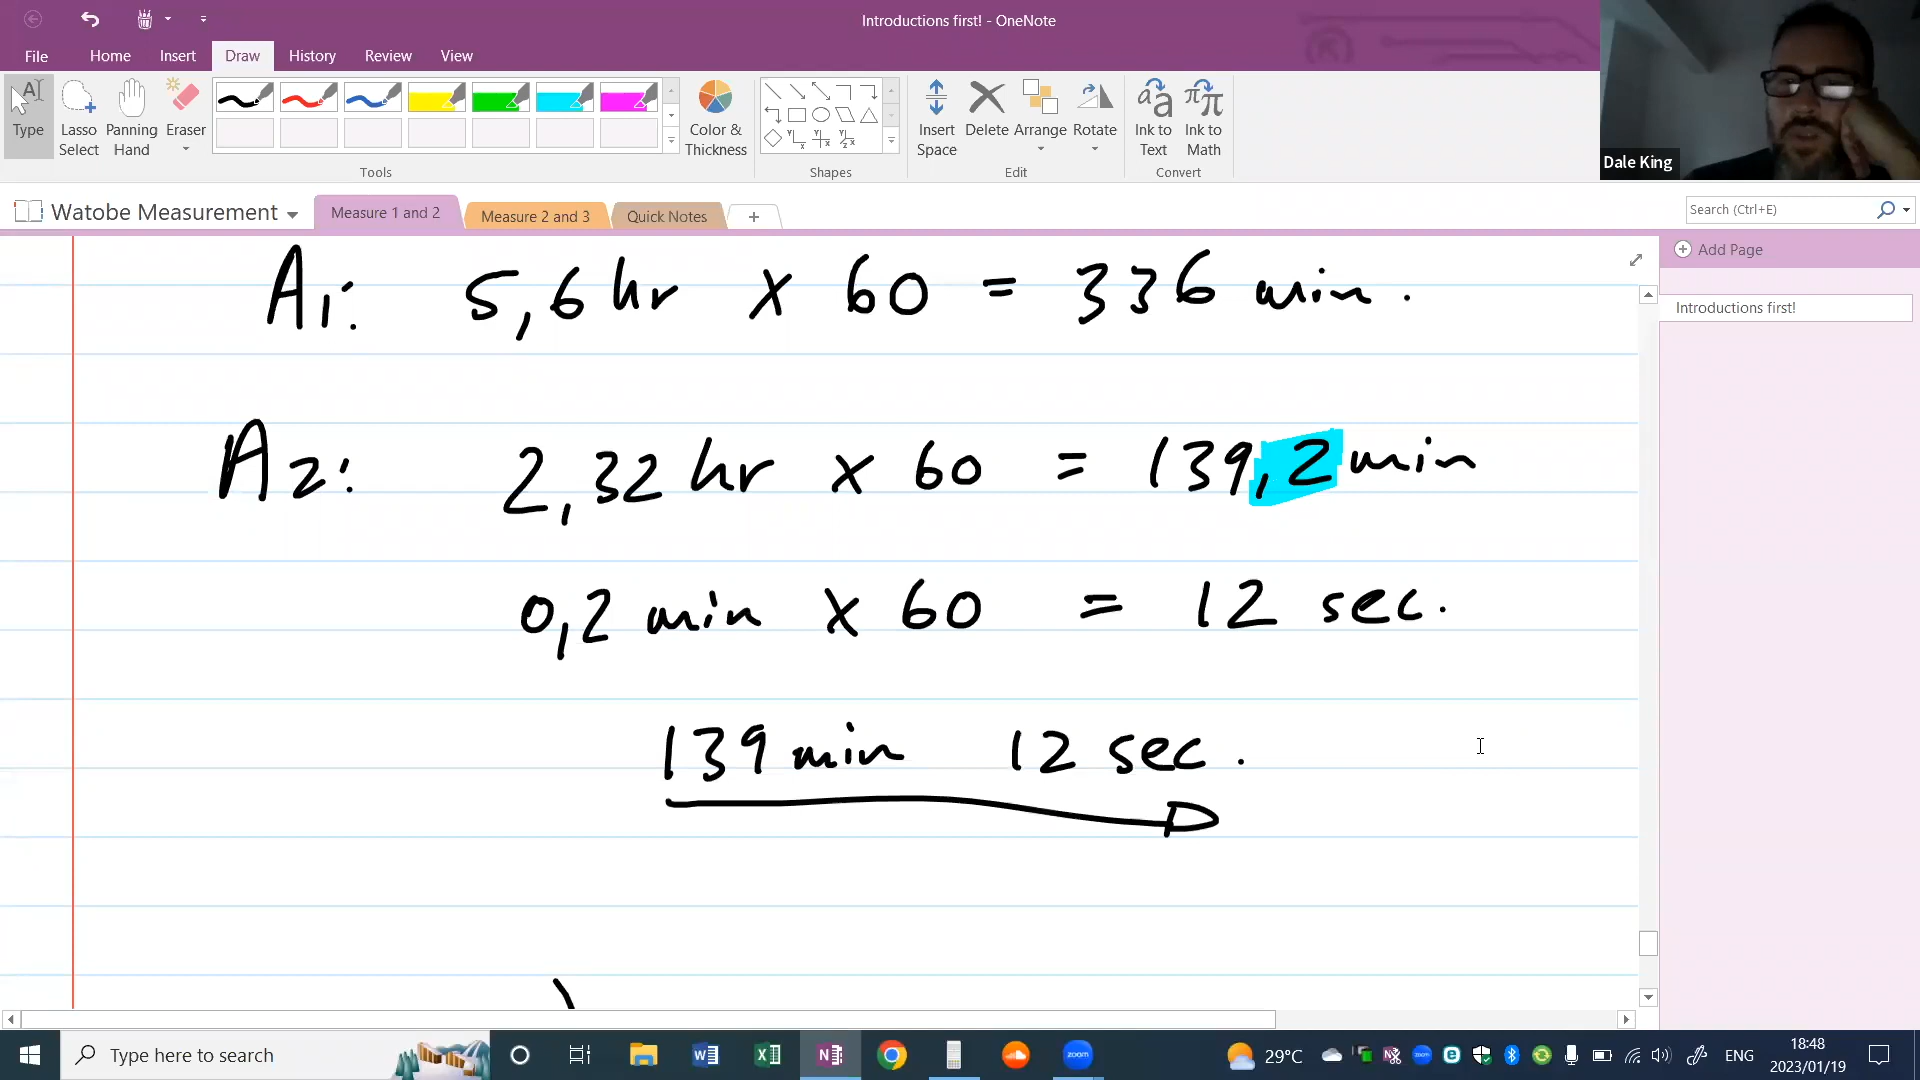 Introductions first! - OneNote
File Home Insert Draw History Review View
Type
Lasso Select
Panning Hand
Eraser
Color & Thickness
Insert Space
Delete
Arrange
Rotate
Ink to Text
Ink to Math
Tools
Shapes
Edit
Convert
Dale King
Watobe Measurement
Measure 1 and 2
Measure 2 and 3
Quick Notes
Search (Ctrl+E)
Add Page
Introductions first!
A1: 5,6 hr x 60 = 336 min.
A2: 2,32 hr x 60 = 139,2 min
0,2 min x 60 = 12 sec.
139 min 12 sec.
Type here to search
29°C
ENG
18:48
2023/01/19